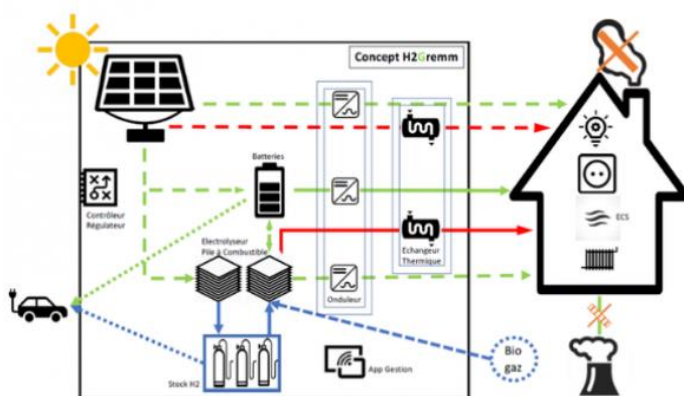 Concept H2Gremm
Batteries
Contrôleur
Régulateur
Electrolyseur
Pile à Combustible
Echangeur
Thermique
Onduleur
ECS
Stock H2
App Gestion
Bio
gaz